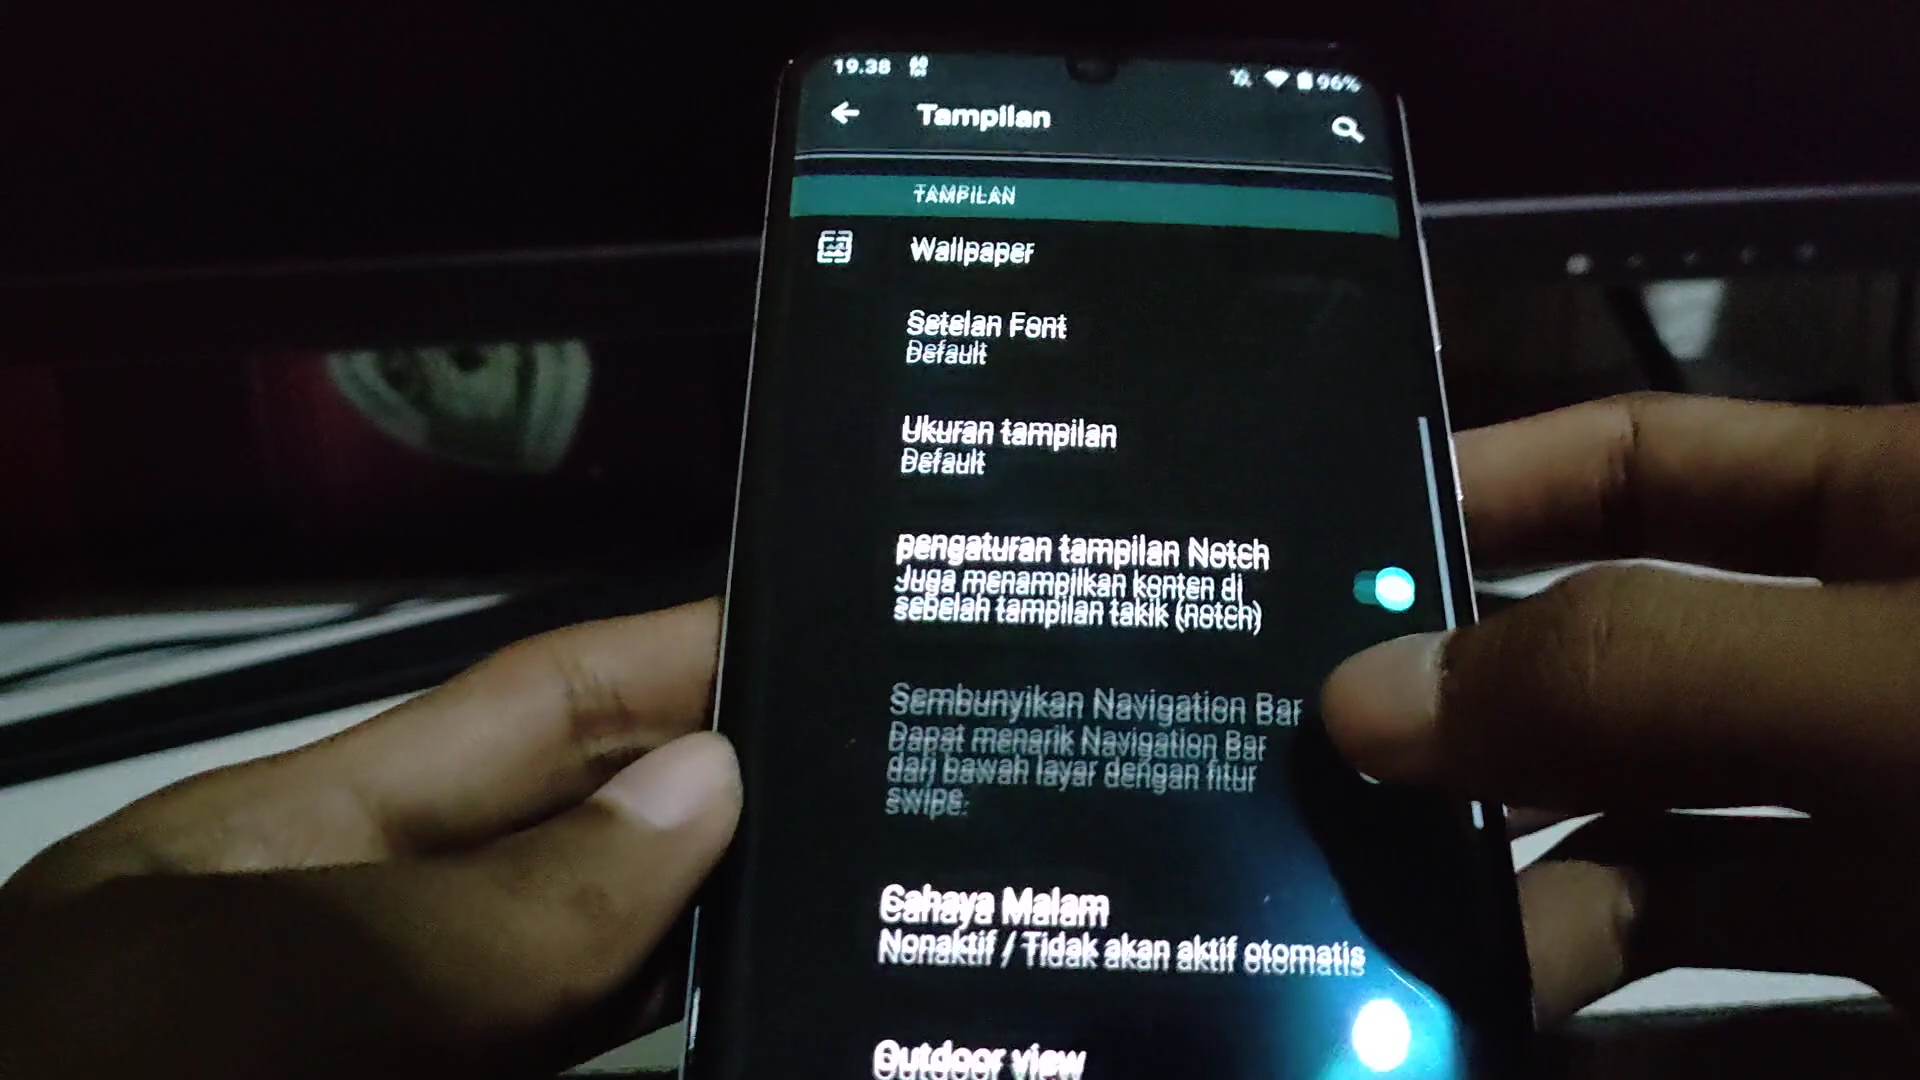 19.38 96%
Tampilan
TAMPILAN
Wallpaper
Setelan Font
Default
Ukuran tampilan
Default
pengaturan tampilan Notch
Juga menampilkan konten di
sebelah tampilan takik (notch)
Sembunyikan Navigation Bar
Dapat menarik Navigation Bar
dari bawah layar dengan fitur
swipe.
Cahaya Malam
Nonaktif / Tidak akan aktif otomatis
Outdoor view